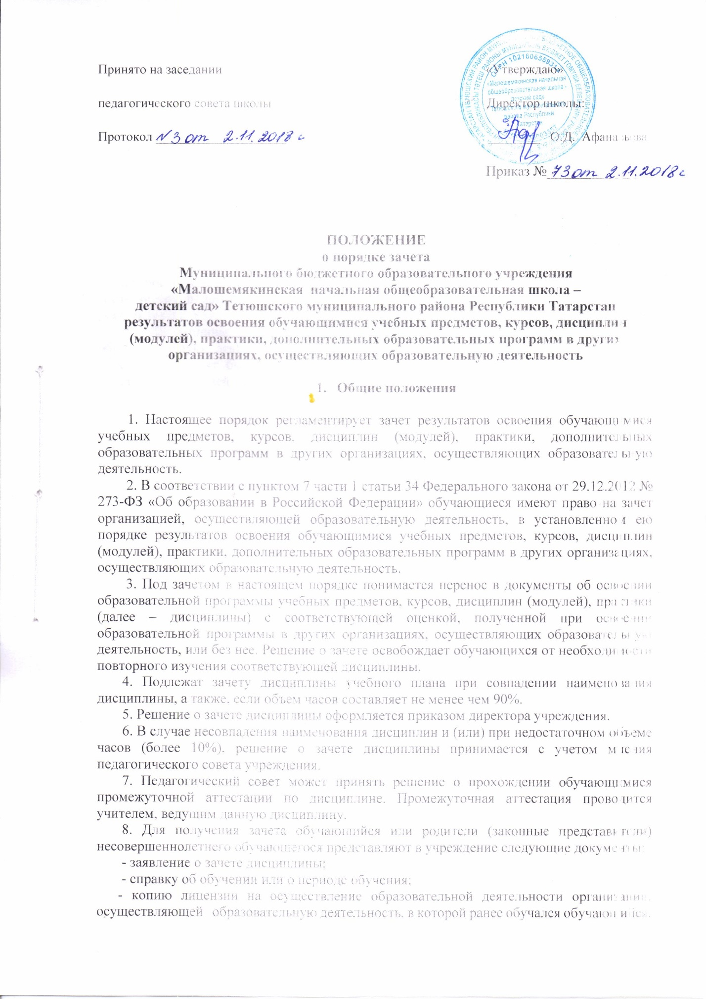 Принято на заседании
«Утверждаю»
педагогического совета школы
Директор школы:
Протокол №3 от 2.11.2018 г
О.Д. Афанасьева
Приказ № 73 от 2.11.2018 г
«Малошемякинская начальная
общеобразовательная школа -
детский сад»
Тетюшского муниципального
района Республики
Татарстан
ПОЛОЖЕНИЕ
о порядке зачета
Муниципального бюджетного образовательного учреждения
«Малошемякинская начальная общеобразовательная школа –
детский сад» Тетюшского муниципального района Республики Татарстан
результатов освоения обучающимися учебных предметов, курсов, дисциплин
(модулей), практики, дополнительных образовательных программ в других
организациях, осуществляющих образовательную деятельность
1. Общие положения
1. Настоящее порядок регламентирует зачет результатов освоения обучающимися
учебных предметов, курсов, дисциплин (модулей), практики, дополнительных
образовательных программ в других организациях, осуществляющих образовательную
деятельность.
2. В соответствии с пунктом 7 части 1 статьи 34 Федерального закона от 29.12.2012 №
273-ФЗ «Об образовании в Российской Федерации» обучающиеся имеют право на зачет
организацией, осуществляющей образовательную деятельность, в установленном ею
порядке результатов освоения обучающимися учебных предметов, курсов, дисциплин
(модулей), практики, дополнительных образовательных программ в других организациях,
осуществляющих образовательную деятельность.
3. Под зачетом в настоящем порядке понимается перенос в документы об освоении
образовательной программы учебных предметов, курсов, дисциплин (модулей), практики
(далее – дисциплины) с соответствующей оценкой, полученной при освоении
образовательной программы в других организациях, осуществляющих образовательную
деятельность, или без нее. Решение о зачете освобождает обучающихся от необходимости
повторного изучения соответствующей дисциплины.
4. Подлежат зачету дисциплины учебного плана при совпадении наименования
дисциплины, а также, если объем часов составляет не менее чем 90%.
5. Решение о зачете дисциплины оформляется приказом директора учреждения.
6. В случае несовпадения наименования дисциплин и (или) при недостаточном объеме
часов (более 10%), решение о зачете дисциплины принимается с учетом мнения
педагогического совета учреждения.
7. Педагогический совет может принять решение о прохождении обучающимися
промежуточной аттестации по дисциплине. Промежуточная аттестация проводится
учителем, ведущим данную дисциплину.
8. Для получения зачета обучающийся или родители (законные представители)
несовершеннолетнего обучающегося представляют в учреждение следующие документы:
- заявление о зачете дисциплины;
- справку об обучении или о периоде обучения;
- копию лицензии на осуществление образовательной деятельности организации,
осуществляющей образовательную деятельность, в которой ранее обучался обучающийся.